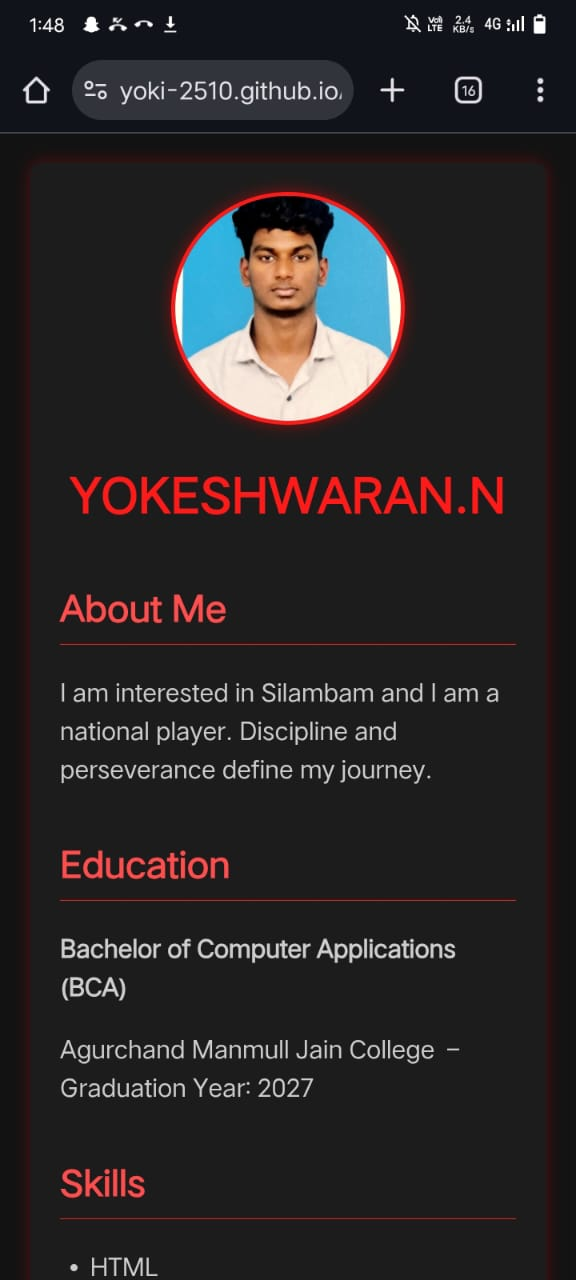 1:48 Vo) LTE 2.4 KB/s 4G
yoki-2510.github.io 16
YOKESHWARAN.N
About Me
I am interested in Silambam and I am a
national player. Discipline and
perseverance define my journey.
Education
Bachelor of Computer Applications
(BCA)
Agurchand Manmull Jain College –
Graduation Year: 2027
Skills
• HTML